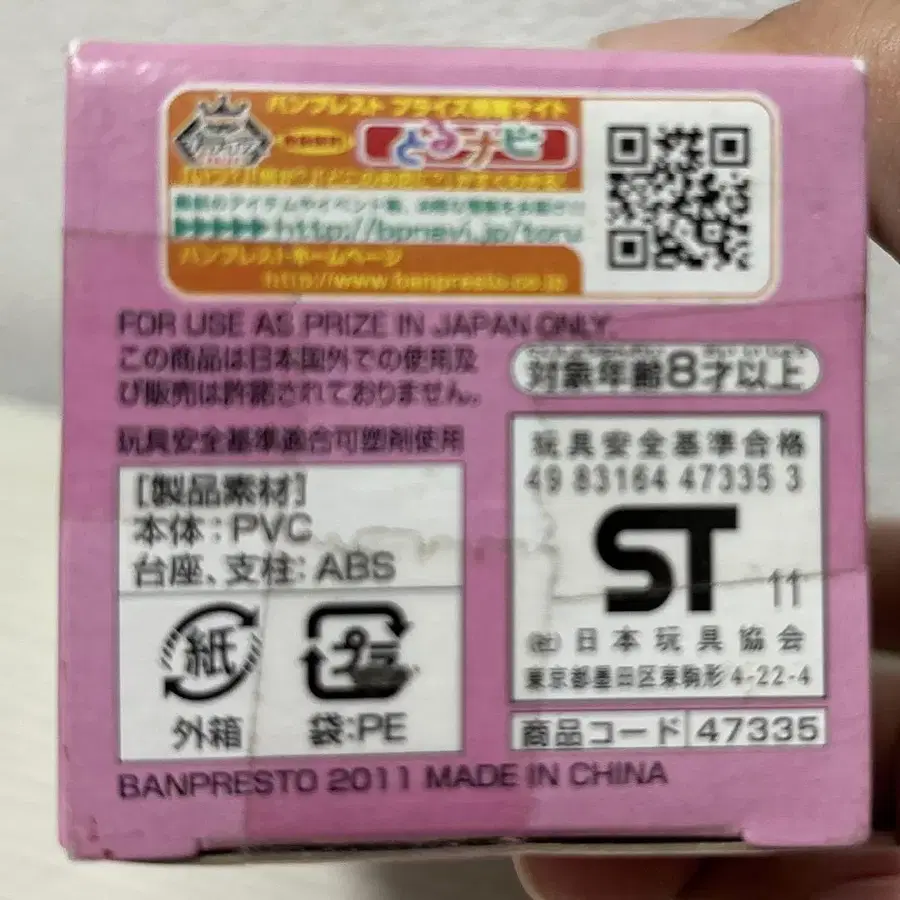 バンプレスト プライズ情報サイト
とるナビ
最新のアイテムやイベント等、お得な情報をお届け!!
http://bpnavi.jp/toru
バンプレストホームページ
http://www.banpresto.co.jp
FOR USE AS PRIZE IN JAPAN ONLY.
この商品は日本国外での使用及
び販売は許諾されておりません。
玩具安全基準適合可塑剤使用
対象年齢8才以上
[製品素材]
本体:PVC
台座、支柱:ABS
紙
外箱
プラ
袋:PE
玩具安全基準合格
49 83164 47335 3
ST
11
(社)日本玩具協会
東京都墨田区東駒形4-22-4
商品コード 47335
BANPRESTO 2011 MADE IN CHINA